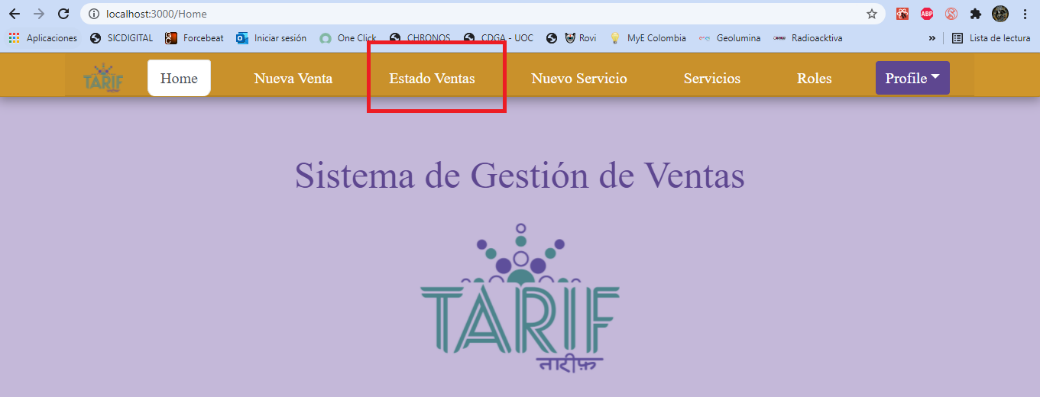 localhost:3000/Home
Aplicaciones SICDIGITAL Forcebeat Iniciar sesión One Click CHRONOS CDGA - UOC Rovi MyE Colombia Geolumina Radioacktiva » Lista de lectura
TARIF Home Nueva Venta Estado Ventas Nuevo Servicio Servicios Roles Profile
Sistema de Gestión de Ventas
TARIF
तारीफ़